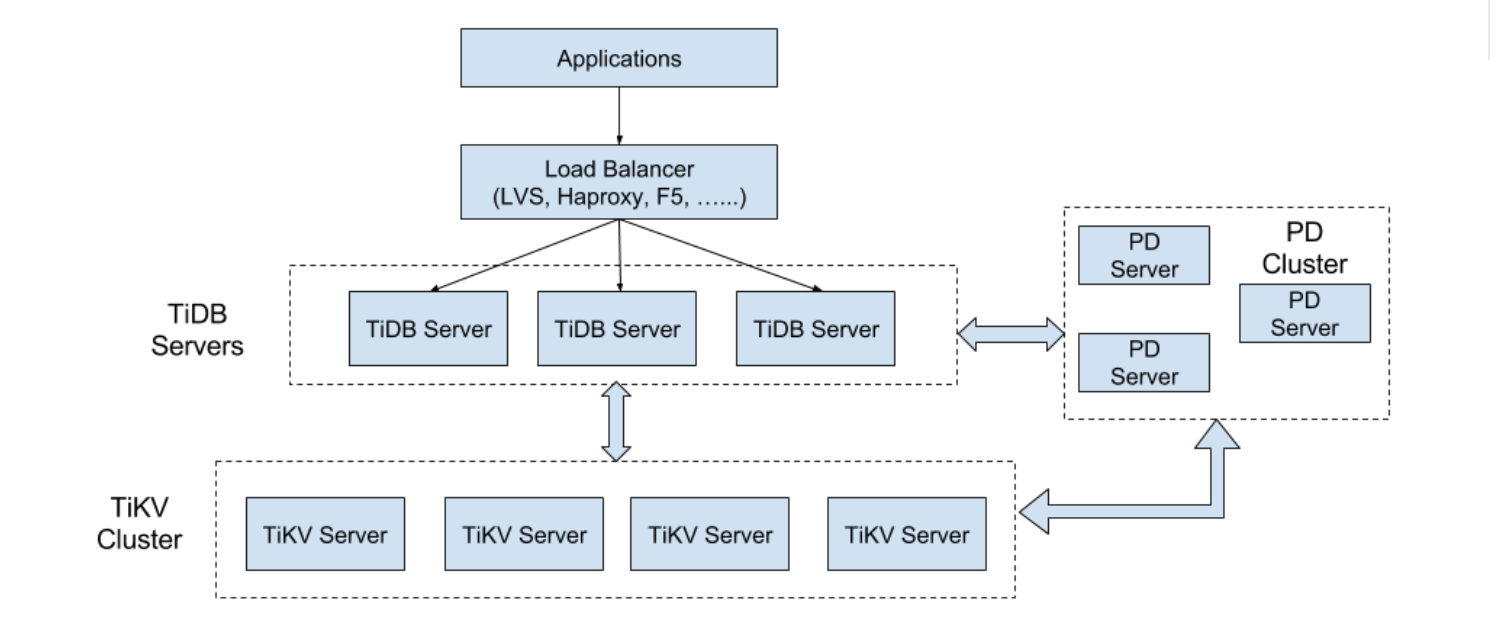 Applications
Load Balancer
(LVS, Haproxy, F5, …...)
TiDB
Servers
TiDB Server
TiDB Server
TiDB Server
PD
Cluster
PD
Server
PD
Server
PD
Server
TiKV
Cluster
TiKV Server
TiKV Server
TiKV Server
TiKV Server